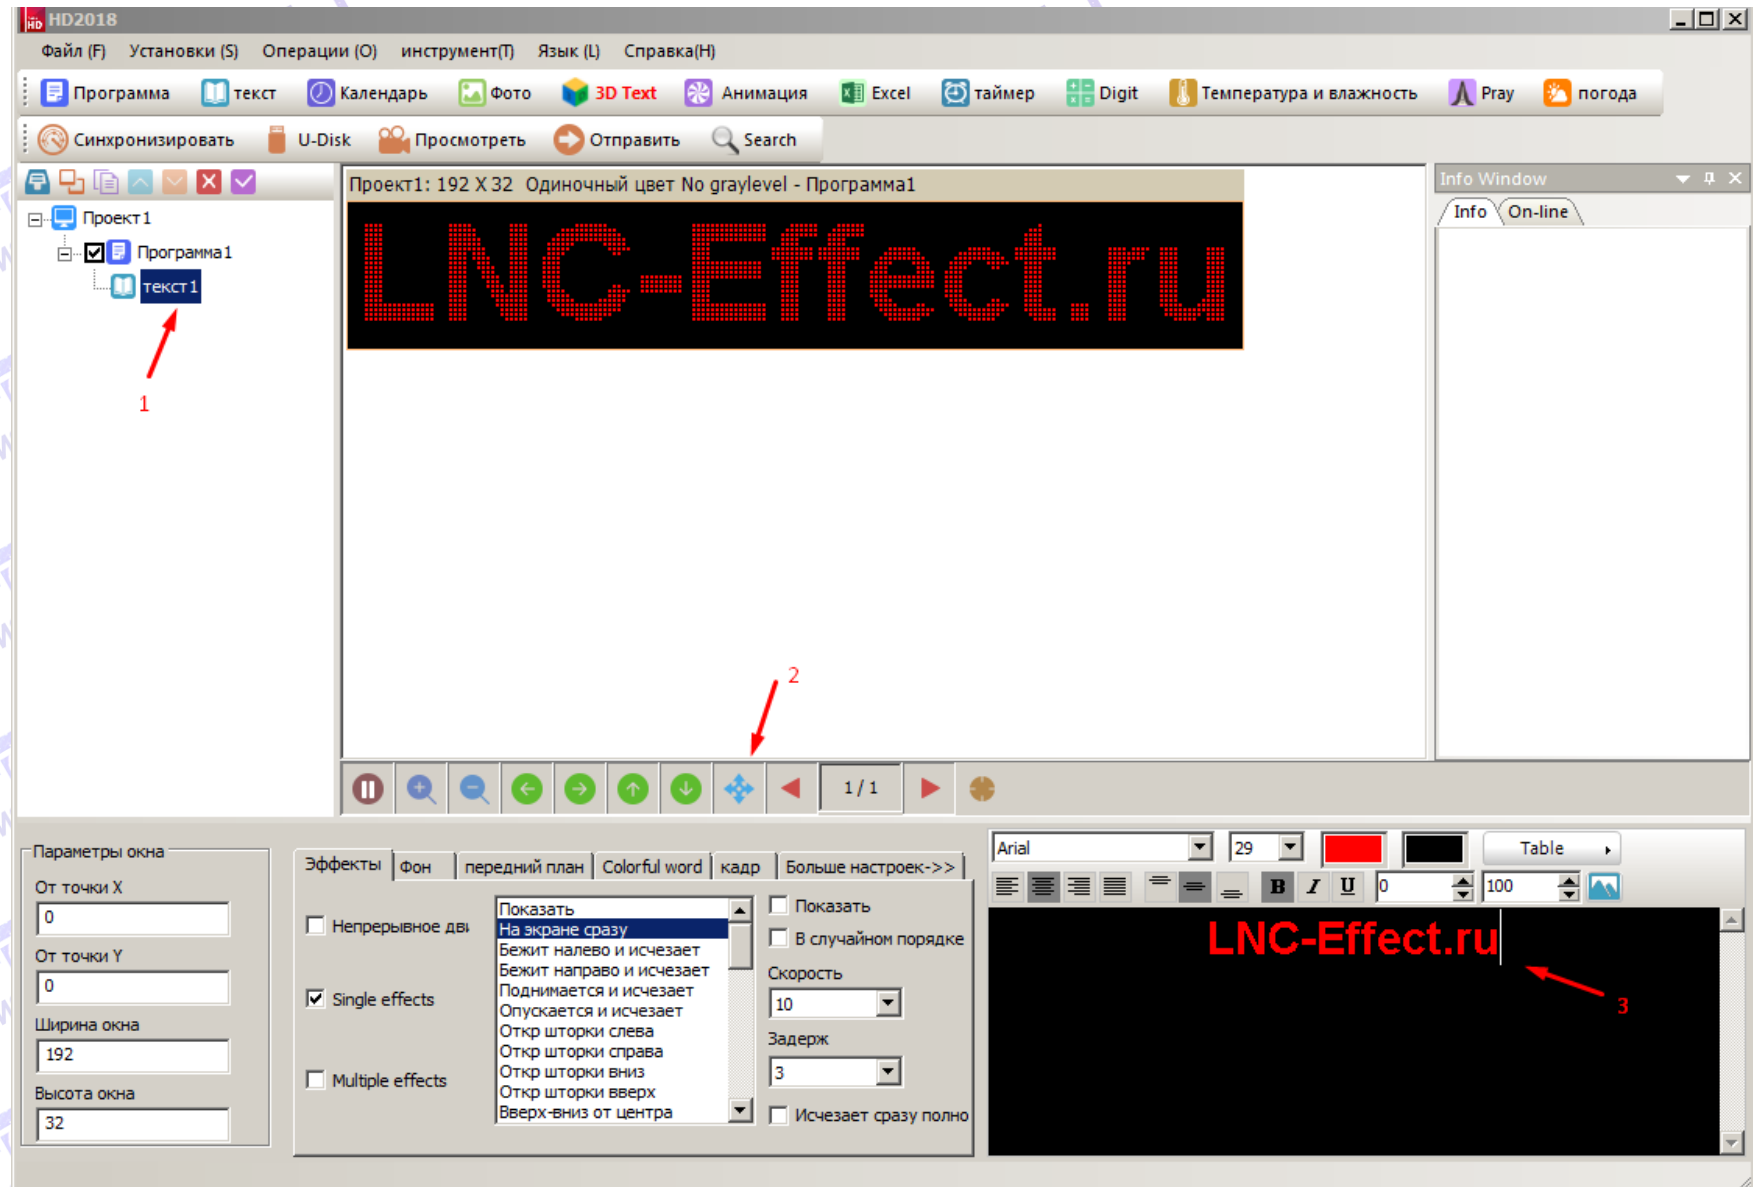 HD2018
Файл (F) Установки (S) Операции (O) инструмент(T) Язык (L) Справка(H)
Программа текст Календарь Фото 3D Text Анимация Excel таймер Digit Температура и влажность Pray погода
Синхронизировать U-Disk Просмотреть Отправить Search
Проект1: 192 X 32 Одиночный цвет No graylevel - Программа1
Info Window
Info On-line
Проект1
Программа1
текст1
1
LNC-Effect.ru
2
1 / 1
Параметры окна
От точки X
0
От точки Y
0
Ширина окна
192
Высота окна
32
Эффекты Фон передний план Colorful word кадр Больше настроек->>
Непрерывное дви
Single effects
Multiple effects
Показать
На экране сразу
Бежит налево и исчезает
Бежит направо и исчезает
Поднимается и исчезает
Опускается и исчезает
Откр шторки слева
Откр шторки справа
Откр шторки вниз
Откр шторки вверх
Вверх-вниз от центра
Показать
В случайном порядке
Скорость
10
Задерж
3
Исчезает сразу полно
Arial 29 Table
B I U 0 100
LNC-Effect.ru
3